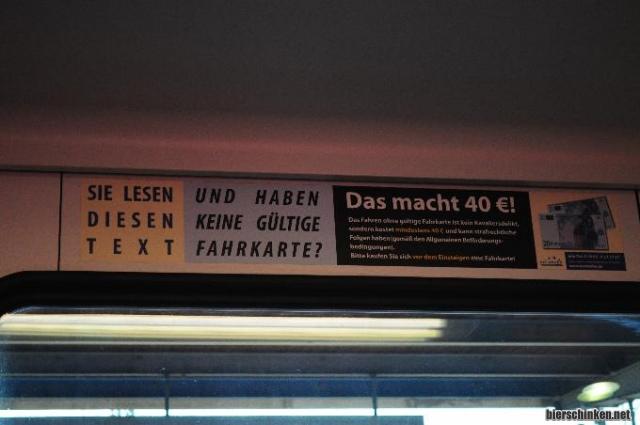 SIE LESEN
DIESEN
TEXT
UND HABEN
KEINE GÜLTIGE
FAHRKARTE?
Das macht 40 €!
Das Fahren ohne gültige Fahrkarte ist kein Kavaliersdelikt,
sondern kostet mindestens 40 € und kann strafrechtliche
Folgen haben (gemäß den Allgemeinen Beförderungs-
bedingungen).
Bitte kaufen Sie sich vor dem Einsteigen eine Fahrkarte!
bierschinken.net